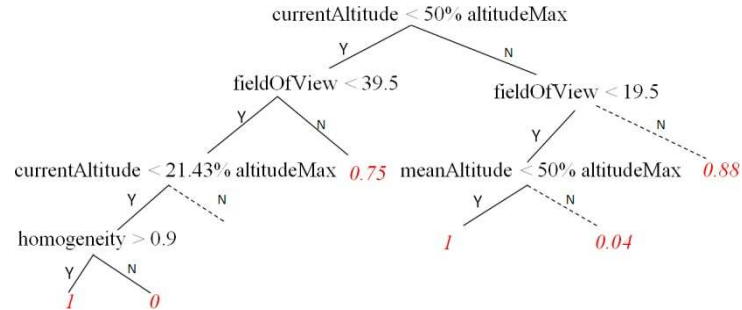 currentAltitude < 50% altitudeMax
Y
N
fieldOfView < 39.5
fieldOfView < 19.5
Y
N
Y
currentAltitude < 21.43% altitudeMax
0.75
meanAltitude < 50% altitudeMax
0.88
Y
N
Y
N
homogeneity > 0.9
1
0.04
Y
N
1
0